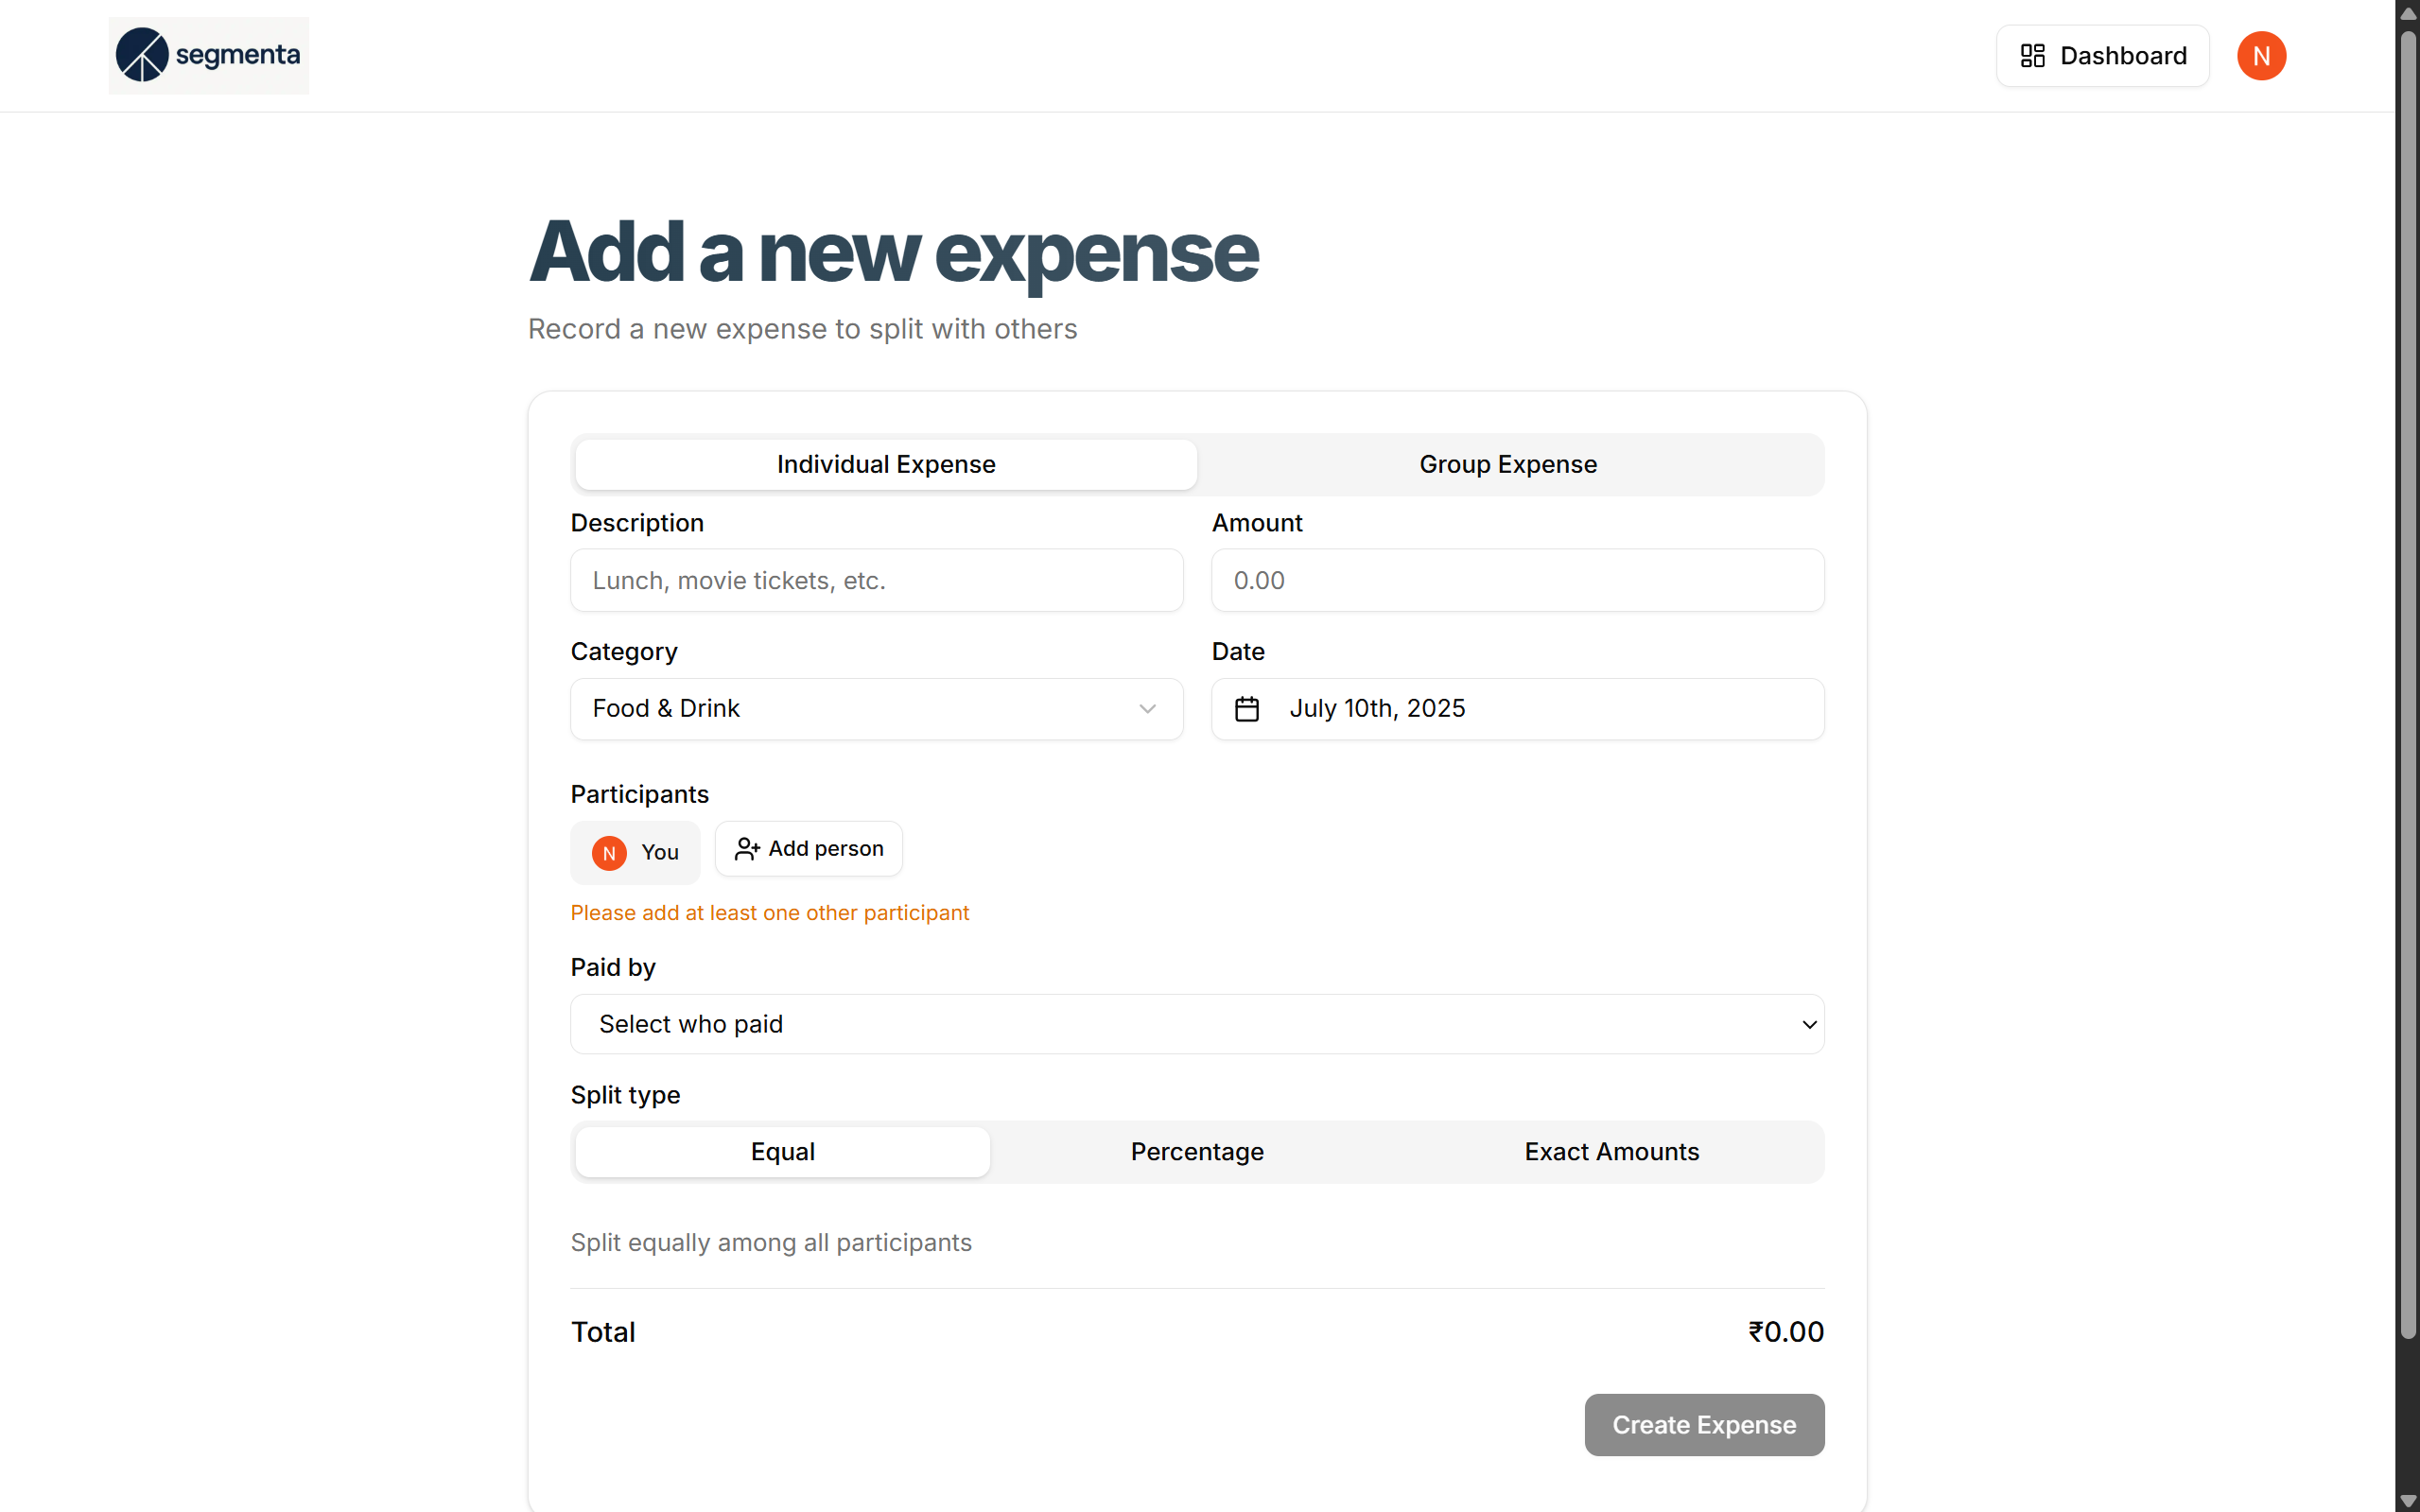 segmenta
Dashboard
N
Add a new expense
Record a new expense to split with others
Individual Expense
Group Expense
Description
Amount
Lunch, movie tickets, etc.
0.00
Category
Date
Food & Drink
July 10th, 2025
Participants
N You
Add person
Please add at least one other participant
Paid by
Select who paid
Split type
Equal
Percentage
Exact Amounts
Split equally among all participants
Total
₹0.00
Create Expense